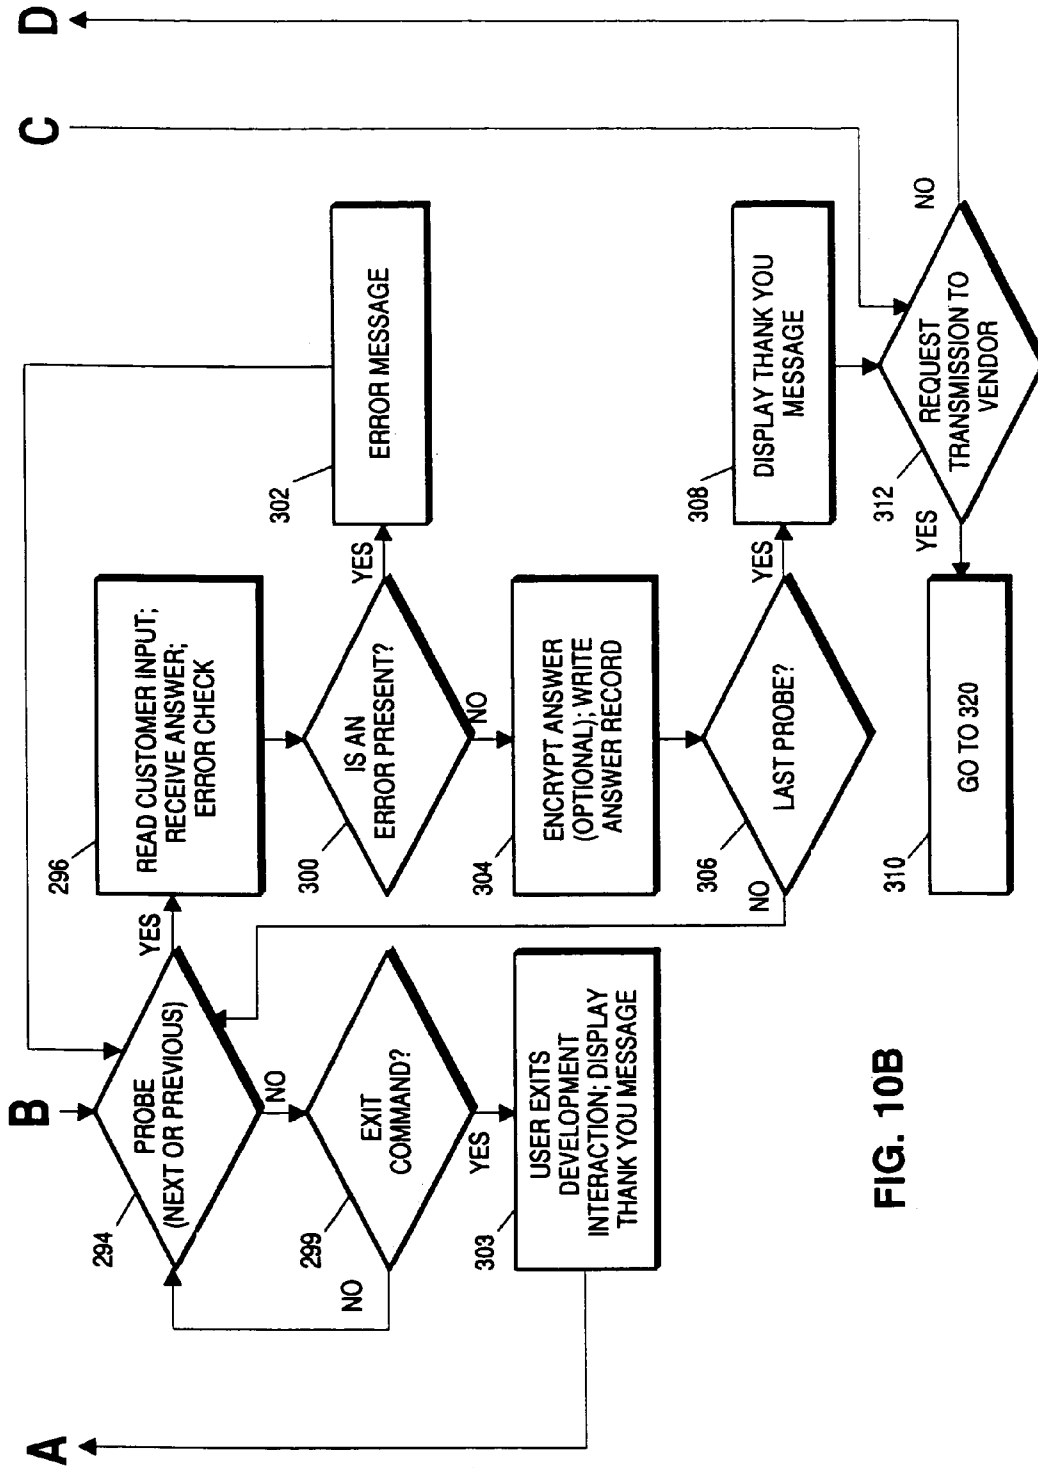 A
B
C
D
294
PROBE
(NEXT OR PREVIOUS)
YES
NO
296
READ CUSTOMER INPUT;
RECEIVE ANSWER;
ERROR CHECK
299
EXIT
COMMAND?
NO
YES
300
IS AN
ERROR PRESENT?
YES
NO
302
ERROR MESSAGE
303
USER EXITS
DEVELOPMENT
INTERACTION; DISPLAY
THANK YOU MESSAGE
304
ENCRYPT ANSWER
(OPTIONAL); WRITE
ANSWER RECORD
306
LAST PROBE?
NO
YES
308
DISPLAY THANK YOU
MESSAGE
310
GO TO 320
312
REQUEST
TRANSMISSION TO
VENDOR
YES
NO
FIG. 10B